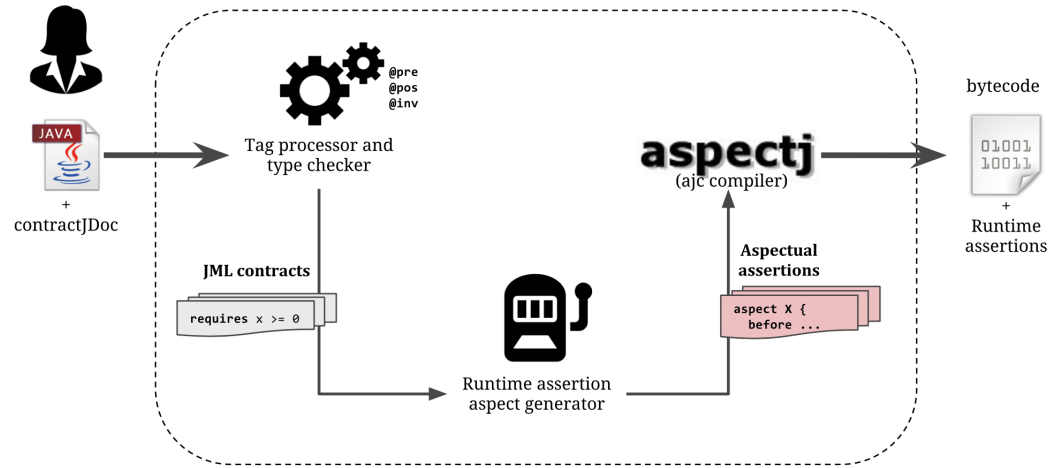 JAVA
+
contractJDoc
@pre
@pos
@inv
Tag processor and
type checker
JML contracts
requires x >= 0
Runtime assertion
aspect generator
Aspectual
assertions
aspect X {
before ...
aspectj
(ajc compiler)
bytecode
01001
10011
+
Runtime
assertions